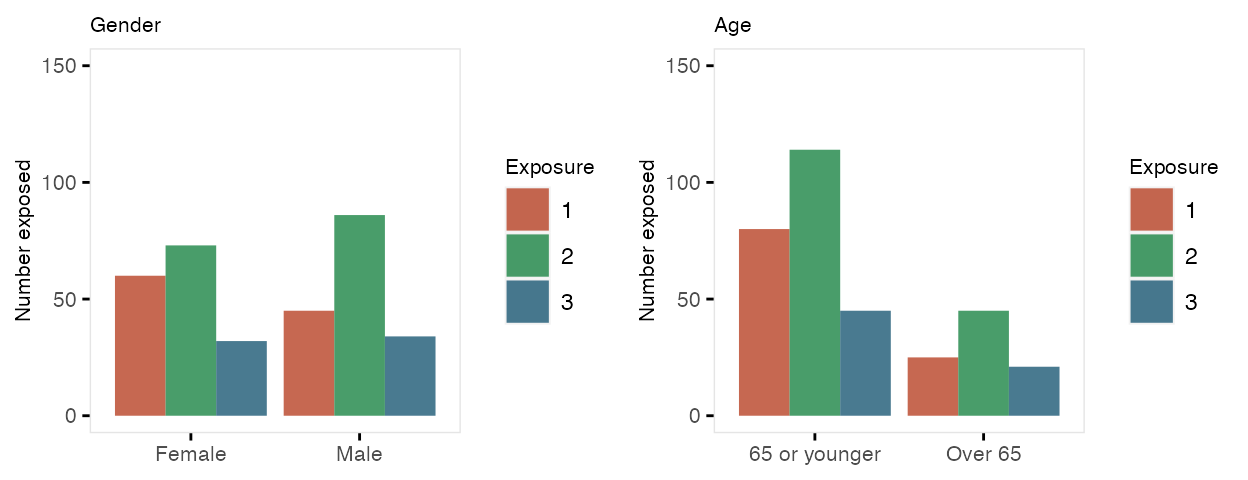 Gender
150
100
50
0
Number exposed
Female Male
Exposure
1
2
3
Age
150
100
50
0
Number exposed
65 or younger Over 65
Exposure
1
2
3